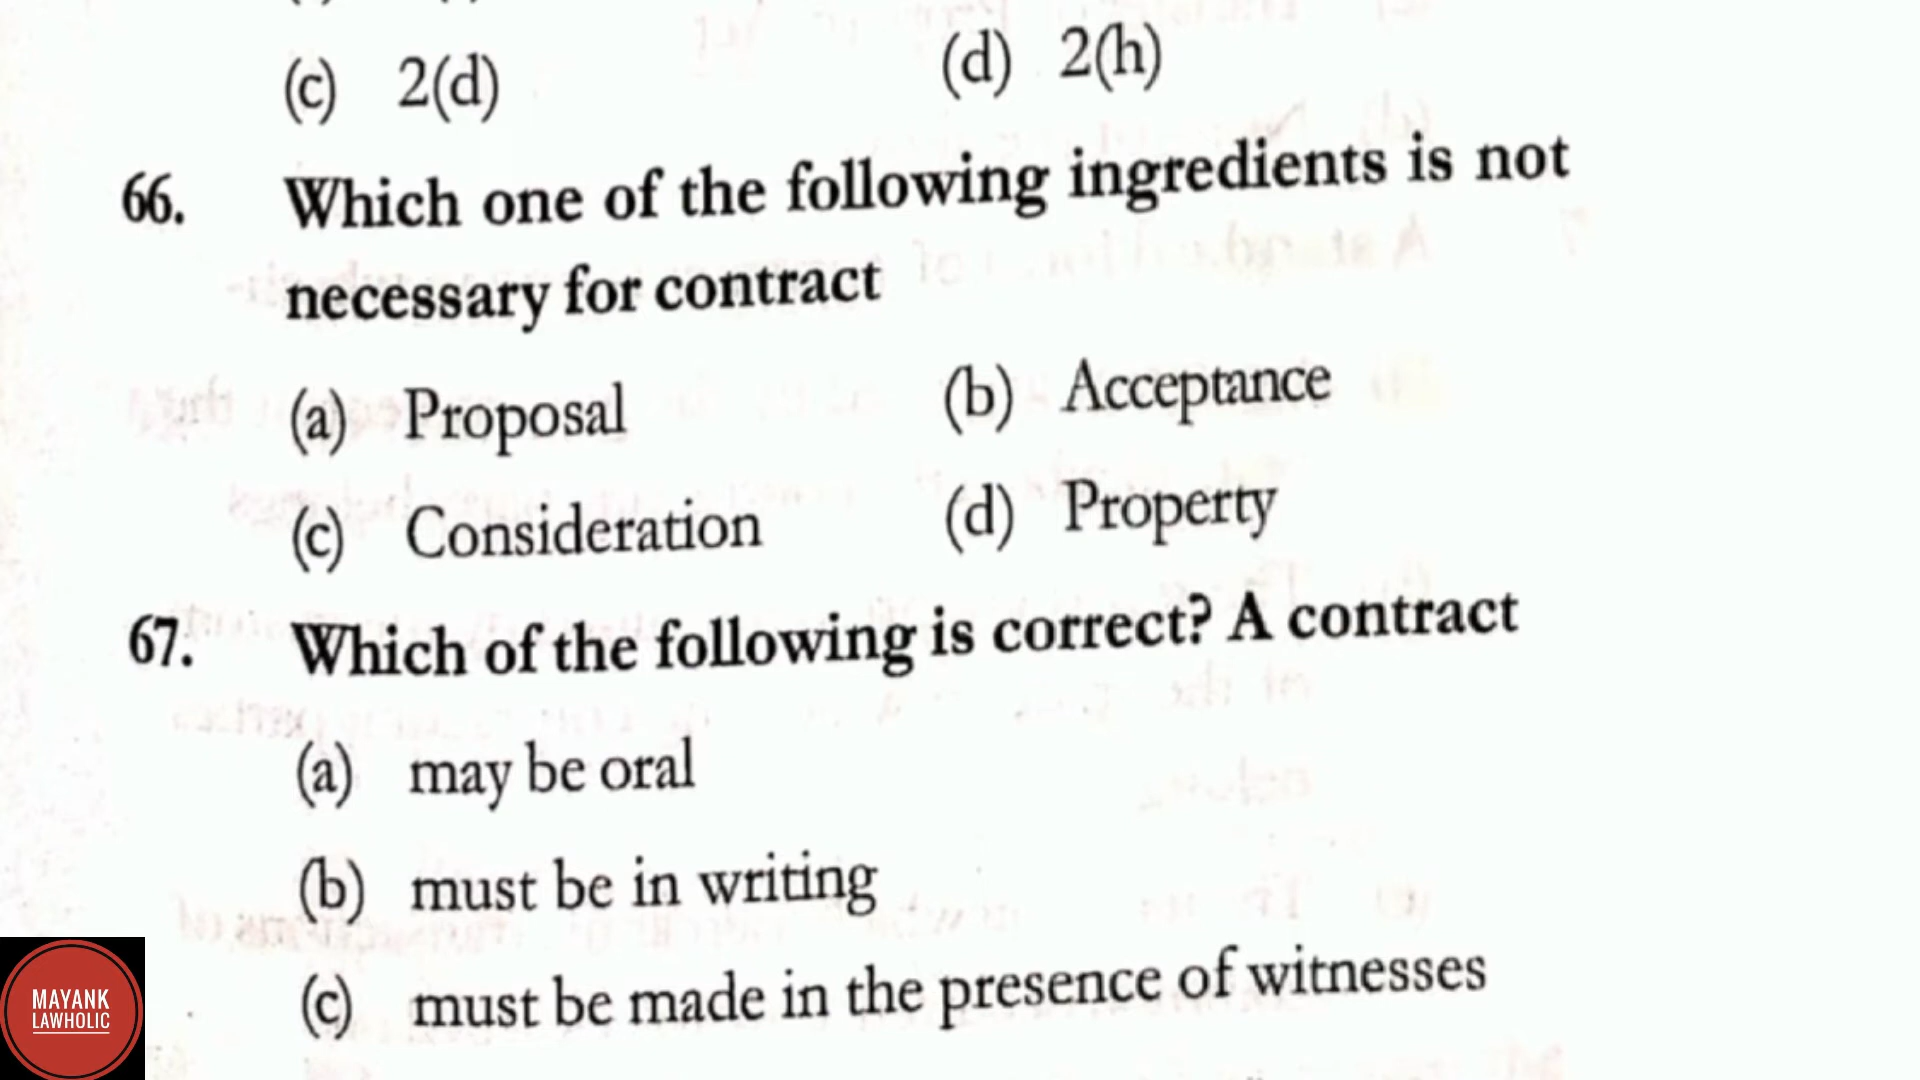 (c) 2(d) (d) 2(h)
66. Which one of the following ingredients is not
necessary for contract
(a) Proposal (b) Acceptance
(c) Consideration (d) Property
67. Which of the following is correct? A contract
(a) may be oral
(b) must be in writing
(c) must be made in the presence of witnesses
MAYANK
LAWHOLIC